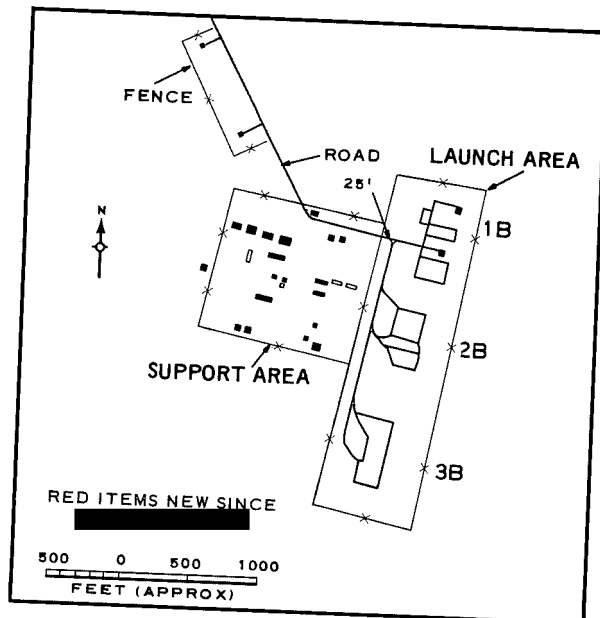 FENCE
ROAD
LAUNCH AREA
25'
N
1B
2B
SUPPORT AREA
3B
RED ITEMS NEW SINCE
500 0 500 1000
FEET (APPROX)